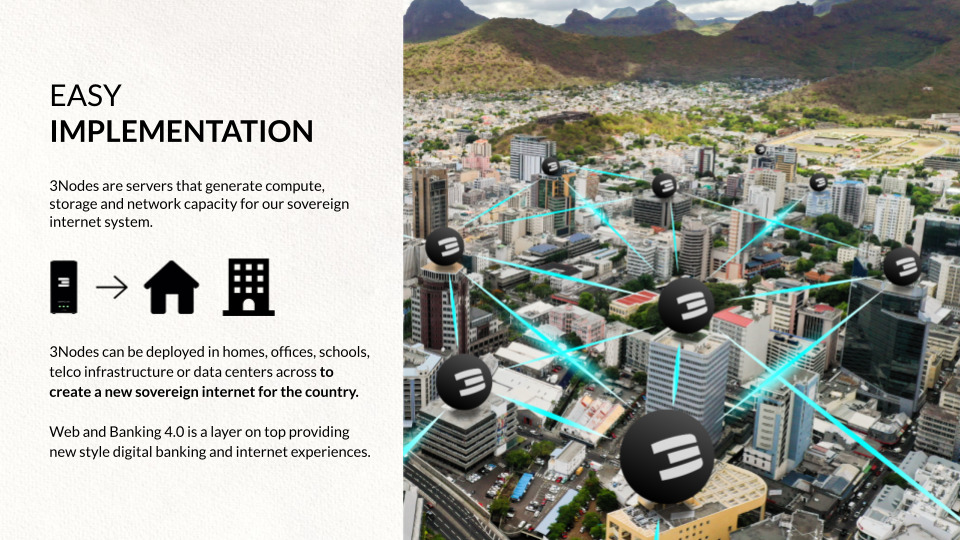 EASY
IMPLEMENTATION
3Nodes are servers that generate compute,
storage and network capacity for our sovereign
internet system.
3Nodes can be deployed in homes, offices, schools,
telco infrastructure or data centers across to
create a new sovereign internet for the country.
Web and Banking 4.0 is a layer on top providing
new style digital banking and internet experiences.